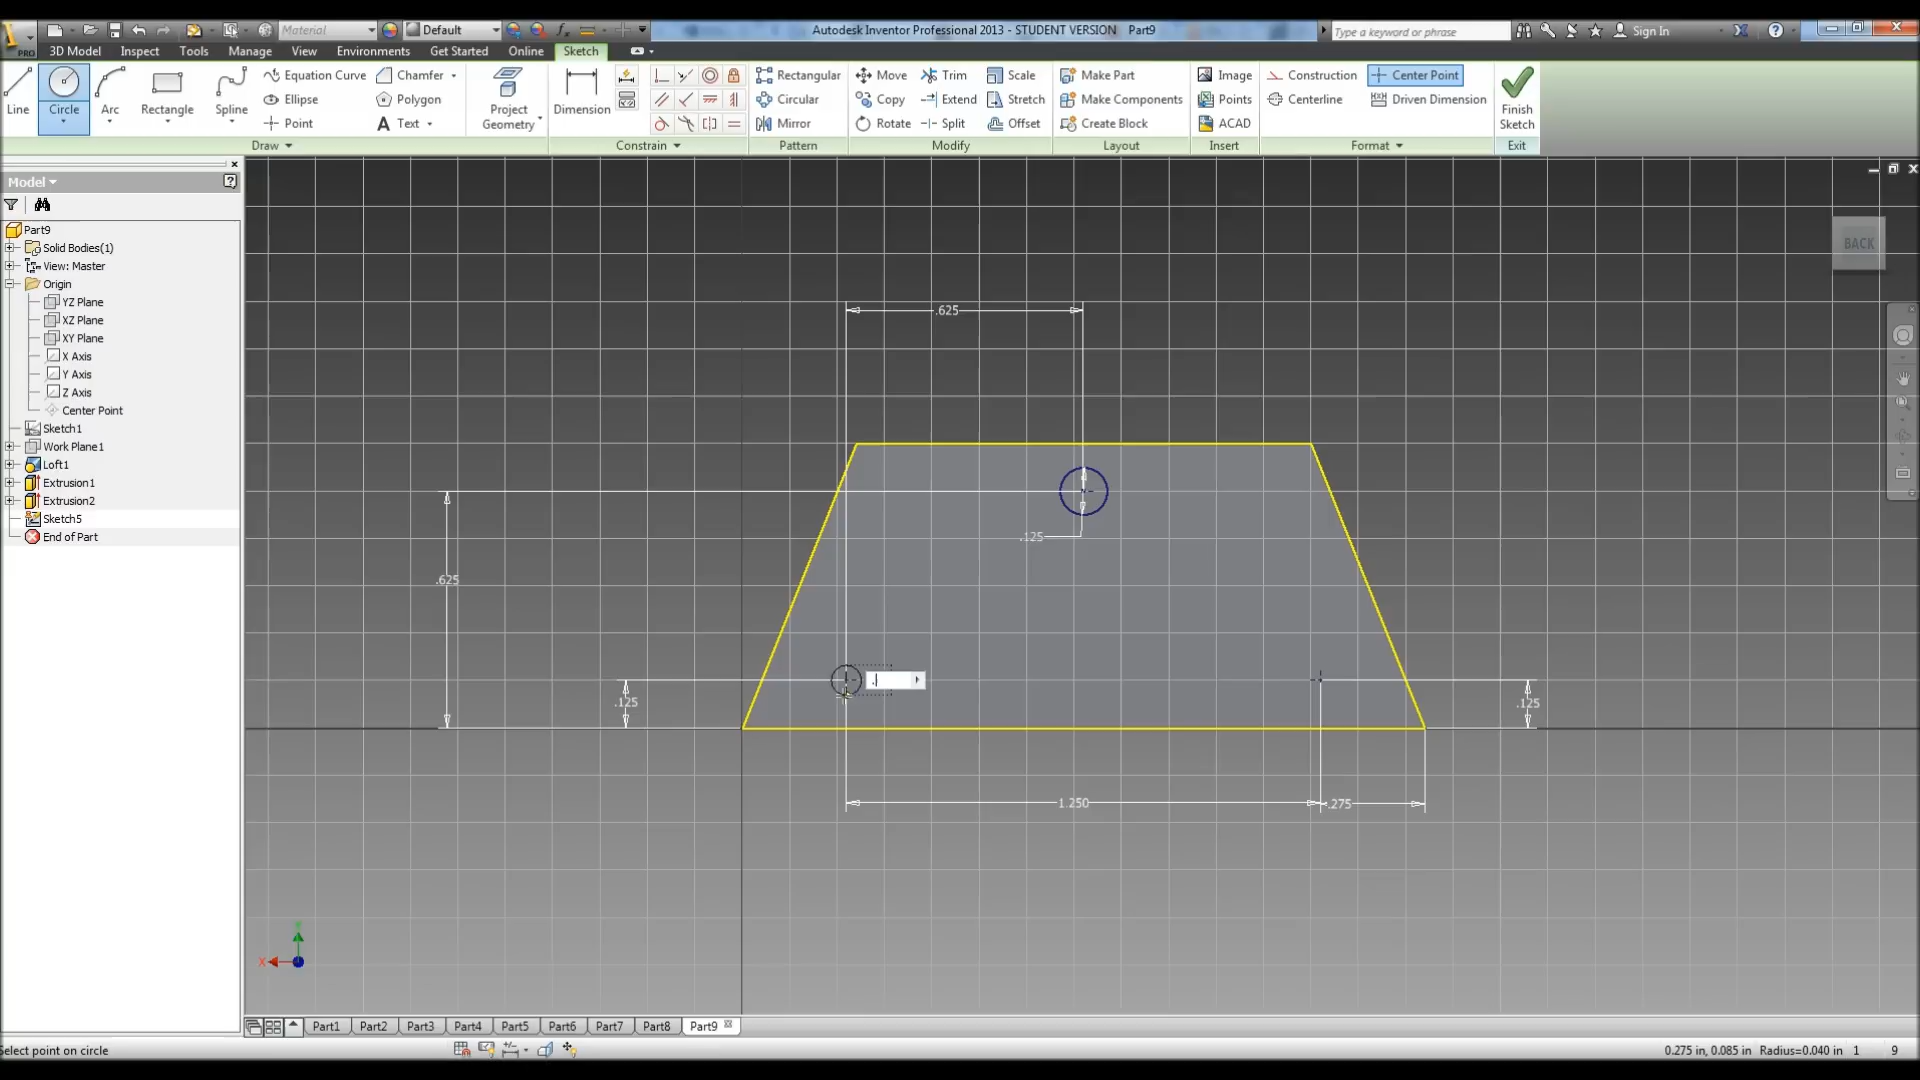 Material Default Autodesk Inventor Professional 2013 - STUDENT VERSION Part9 Type a keyword or phrase Sign In
PRO 3D Model Inspect Tools Manage View Environments Get Started Online Sketch
Line Circle Arc Rectangle Spline
Equation Curve Chamfer
Ellipse Polygon
Point Text
Project Geometry
Dimension
Rectangular
Circular
Mirror
Move Trim Scale
Copy Extend Stretch
Rotate Split Offset
Make Part
Make Components
Create Block
Image
Points
ACAD
Construction Center Point
Centerline Driven Dimension
Finish Sketch
Draw Constrain Pattern Modify Layout Insert Format Exit
Model
Part9
Solid Bodies(1)
View: Master
Origin
YZ Plane
XZ Plane
XY Plane
X Axis
Y Axis
Z Axis
Center Point
Sketch1
Work Plane1
Loft1
Extrusion1
Extrusion2
Sketch5
End of Part
BACK
.625
.125
.625
.
.125
.125
1.250
.275
Y
X
Part1 Part2 Part3 Part4 Part5 Part6 Part7 Part8 Part9
Select point on circle
0.275 in, 0.085 in Radius=0.040 in 1 9